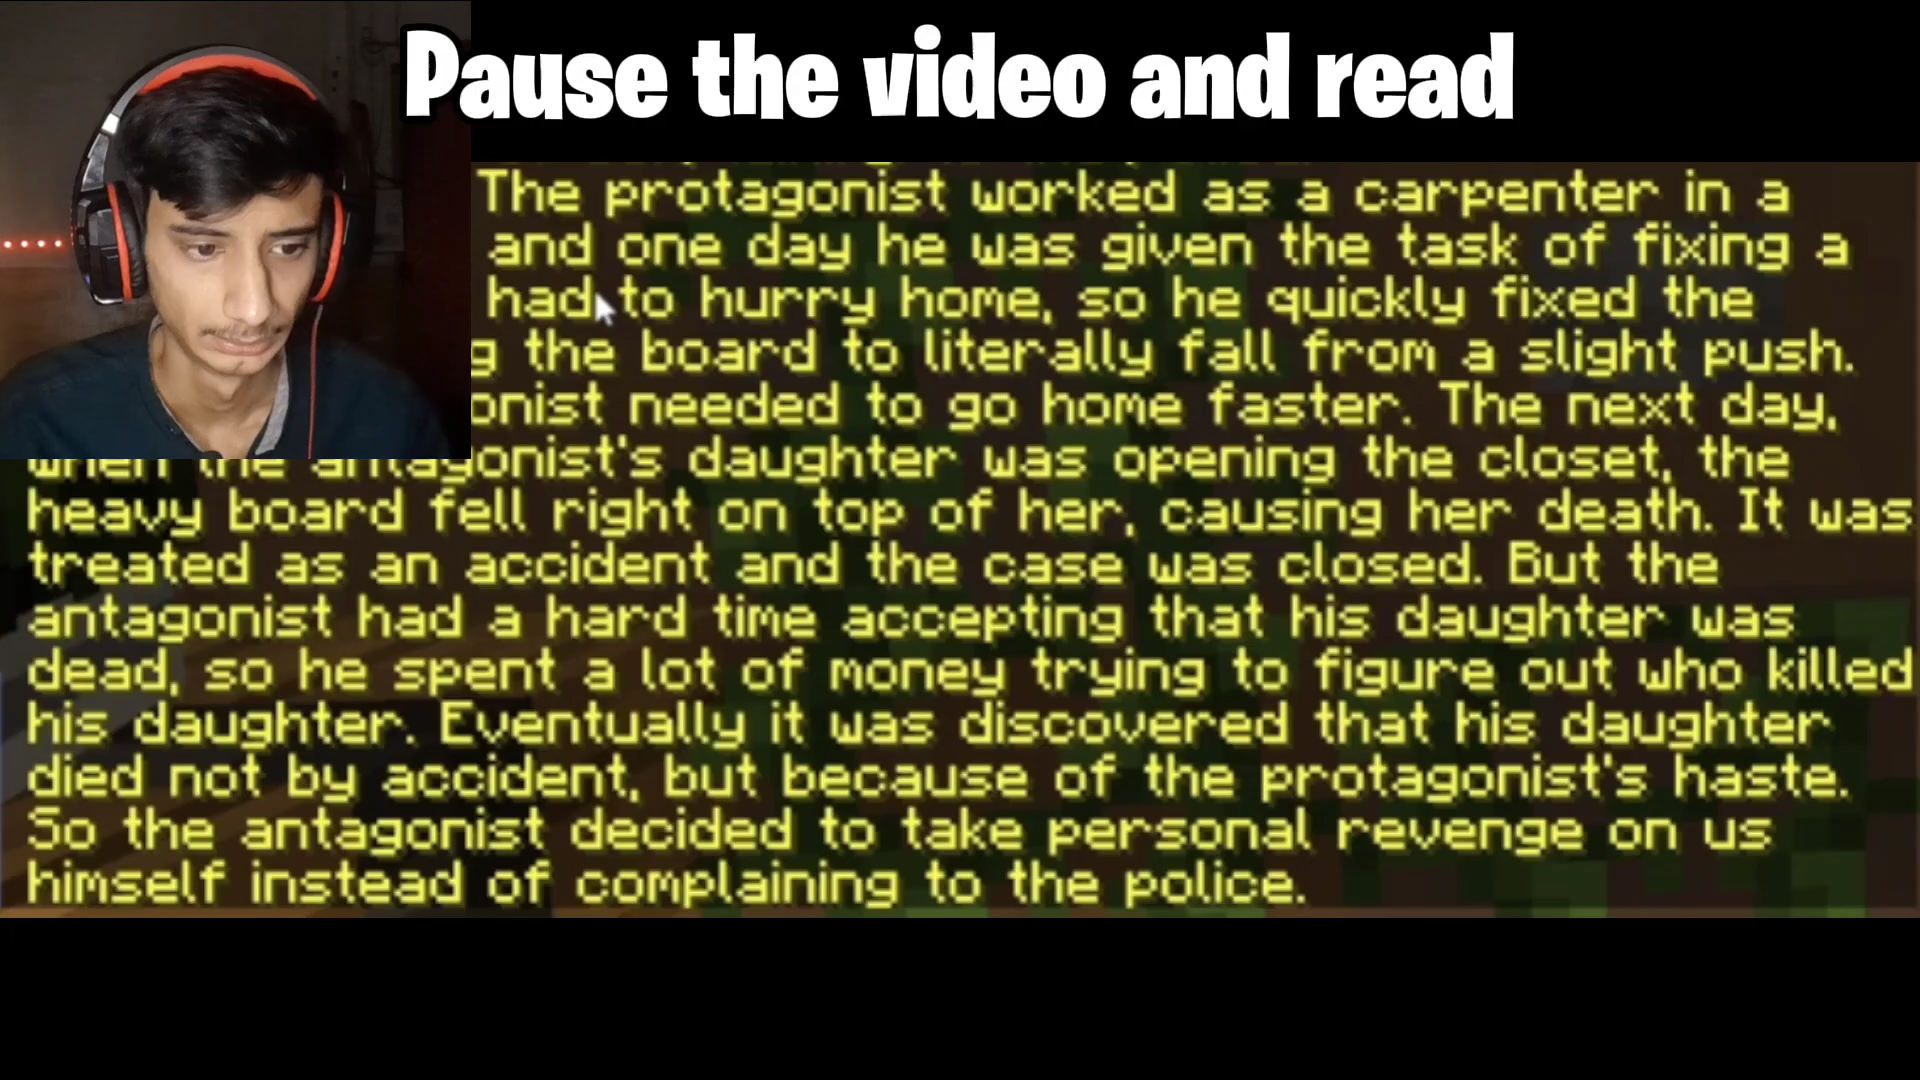 Pause the video and read
The protagonist worked as a carpenter in a
and one day he was given the task of fixing a
had to hurry home, so he quickly fixed the
the board to literally fall from a slight push.
needed to go home faster. The next day,
when the antagonist's daughter was opening the closet, the
heavy board fell right on top of her, causing her death. It was
treated as an accident and the case was closed. But the
antagonist had a hard time accepting that his daughter was
dead, so he spent a lot of money trying to figure out who killed
his daughter. Eventually it was discovered that his daughter
died not by accident, but because of the protagonist's haste.
So the antagonist decided to take personal revenge on us
himself instead of complaining to the police.